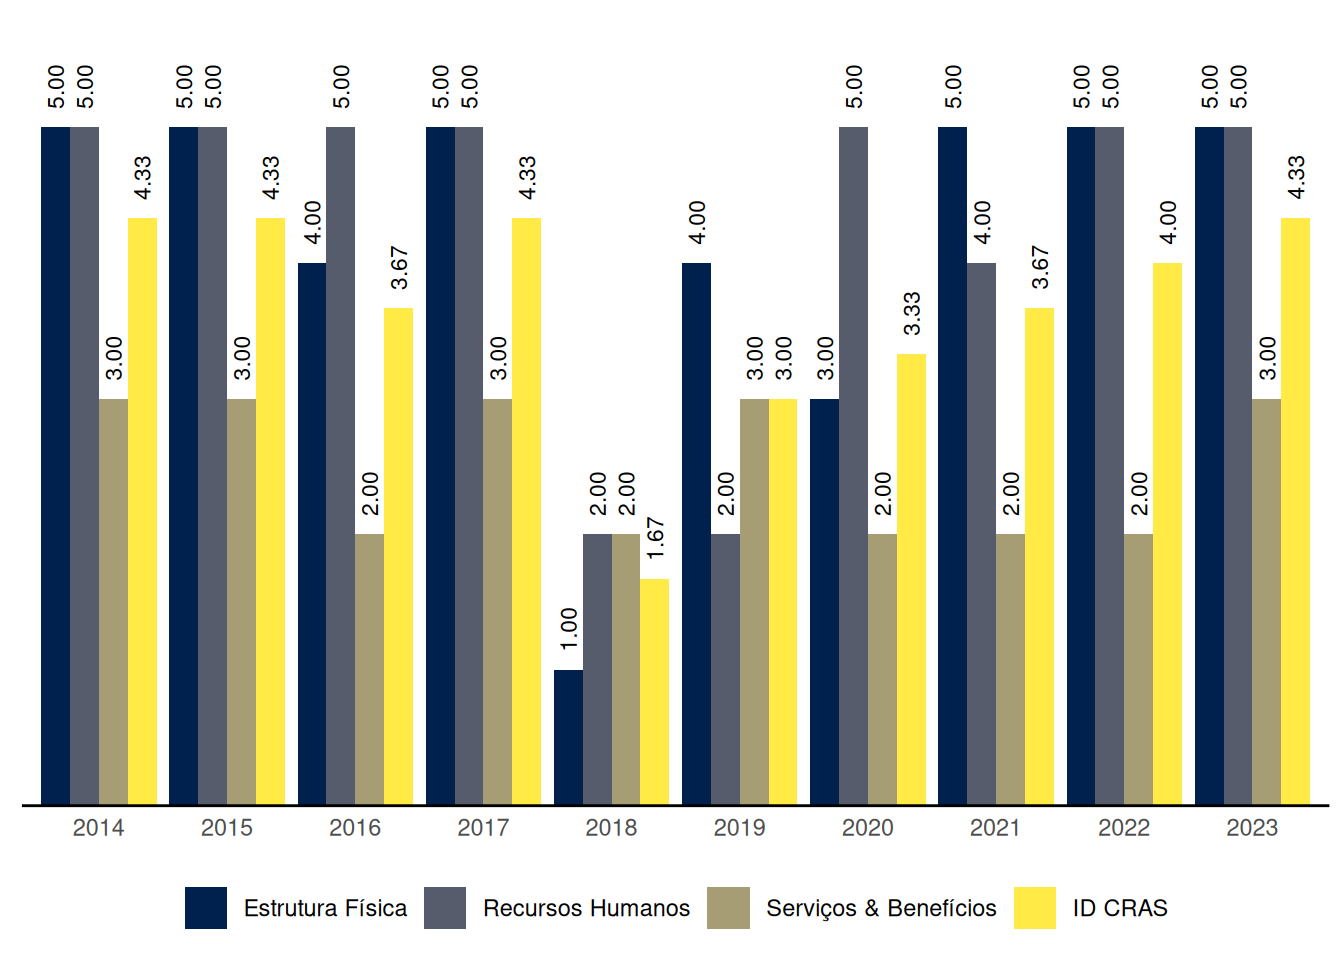 5.00 5.00 3.00 4.33
5.00 5.00 3.00 4.33
4.00 5.00 2.00 3.67
5.00 5.00 3.00 4.33
1.00 2.00 2.00 1.67
4.00 2.00 3.00 3.00
3.00 5.00 2.00 3.33
5.00 4.00 2.00 3.67
5.00 5.00 2.00 4.00
5.00 5.00 3.00 4.33
2014 2015 2016 2017 2018 2019 2020 2021 2022 2023
Estrutura Física Recursos Humanos Serviços & Benefícios ID CRAS